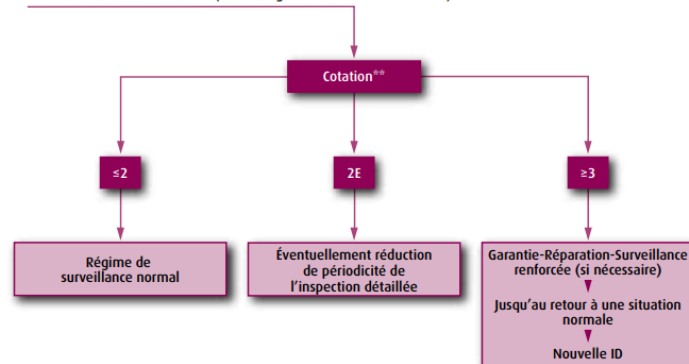 Cotation**
≤2
2E
≥3
Régime de
surveillance normal
Éventuellement réduction
de périodicité de
l'inspection détaillée
Garantie-Réparation-Surveillance
renforcée (si nécessaire)
Jusqu'au retour à une situation
normale
Nouvelle ID